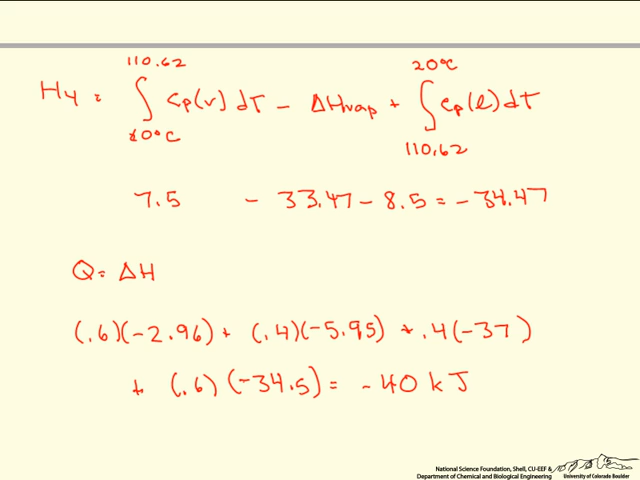 110.62 20°C
H4 = ∫ Cp(v) dT − ΔHvap + ∫ Cp(l) dT
20°C 110.62
7.5 − 33.47 − 8.5 = − 34.47
Q = ΔH
(.6)(−2.96) + (.4)(−5.95) + .4(−37)
+ (.6)(−34.5) = − 40 kJ
National Science Foundation, Shell, CU-EEF &
Department of Chemical and Biological Engineering
University of Colorado Boulder